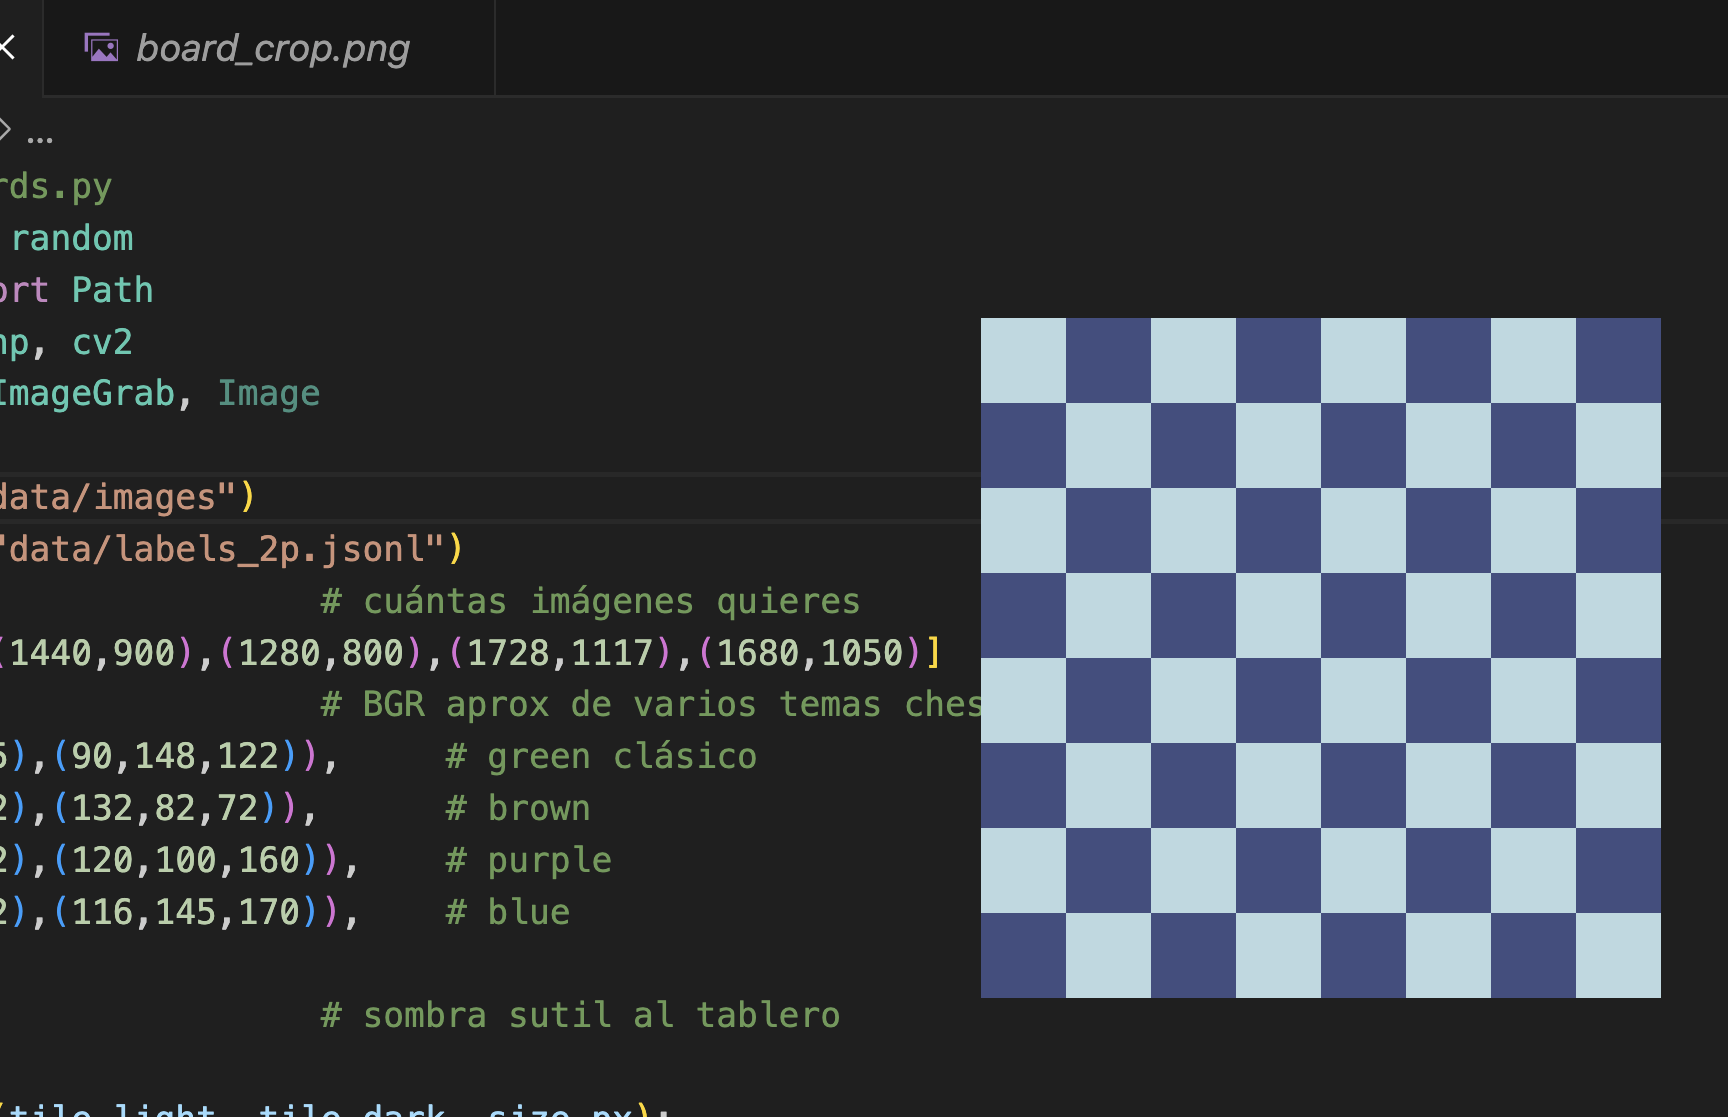 board_crop.png
...
rds.py
random
ort Path
np, cv2
ImageGrab, Image
data/images")
"data/labels_2p.jsonl")
# cuántas imágenes quieres
(1440,900),(1280,800),(1728,1117),(1680,1050)]
# BGR aprox de varios temas ches
),(90,148,122)), # green clásico
2),(132,82,72)), # brown
2),(120,100,160)), # purple
2),(116,145,170)), # blue
# sombra sutil al tablero
(tile_light, tile_dark, size_px):